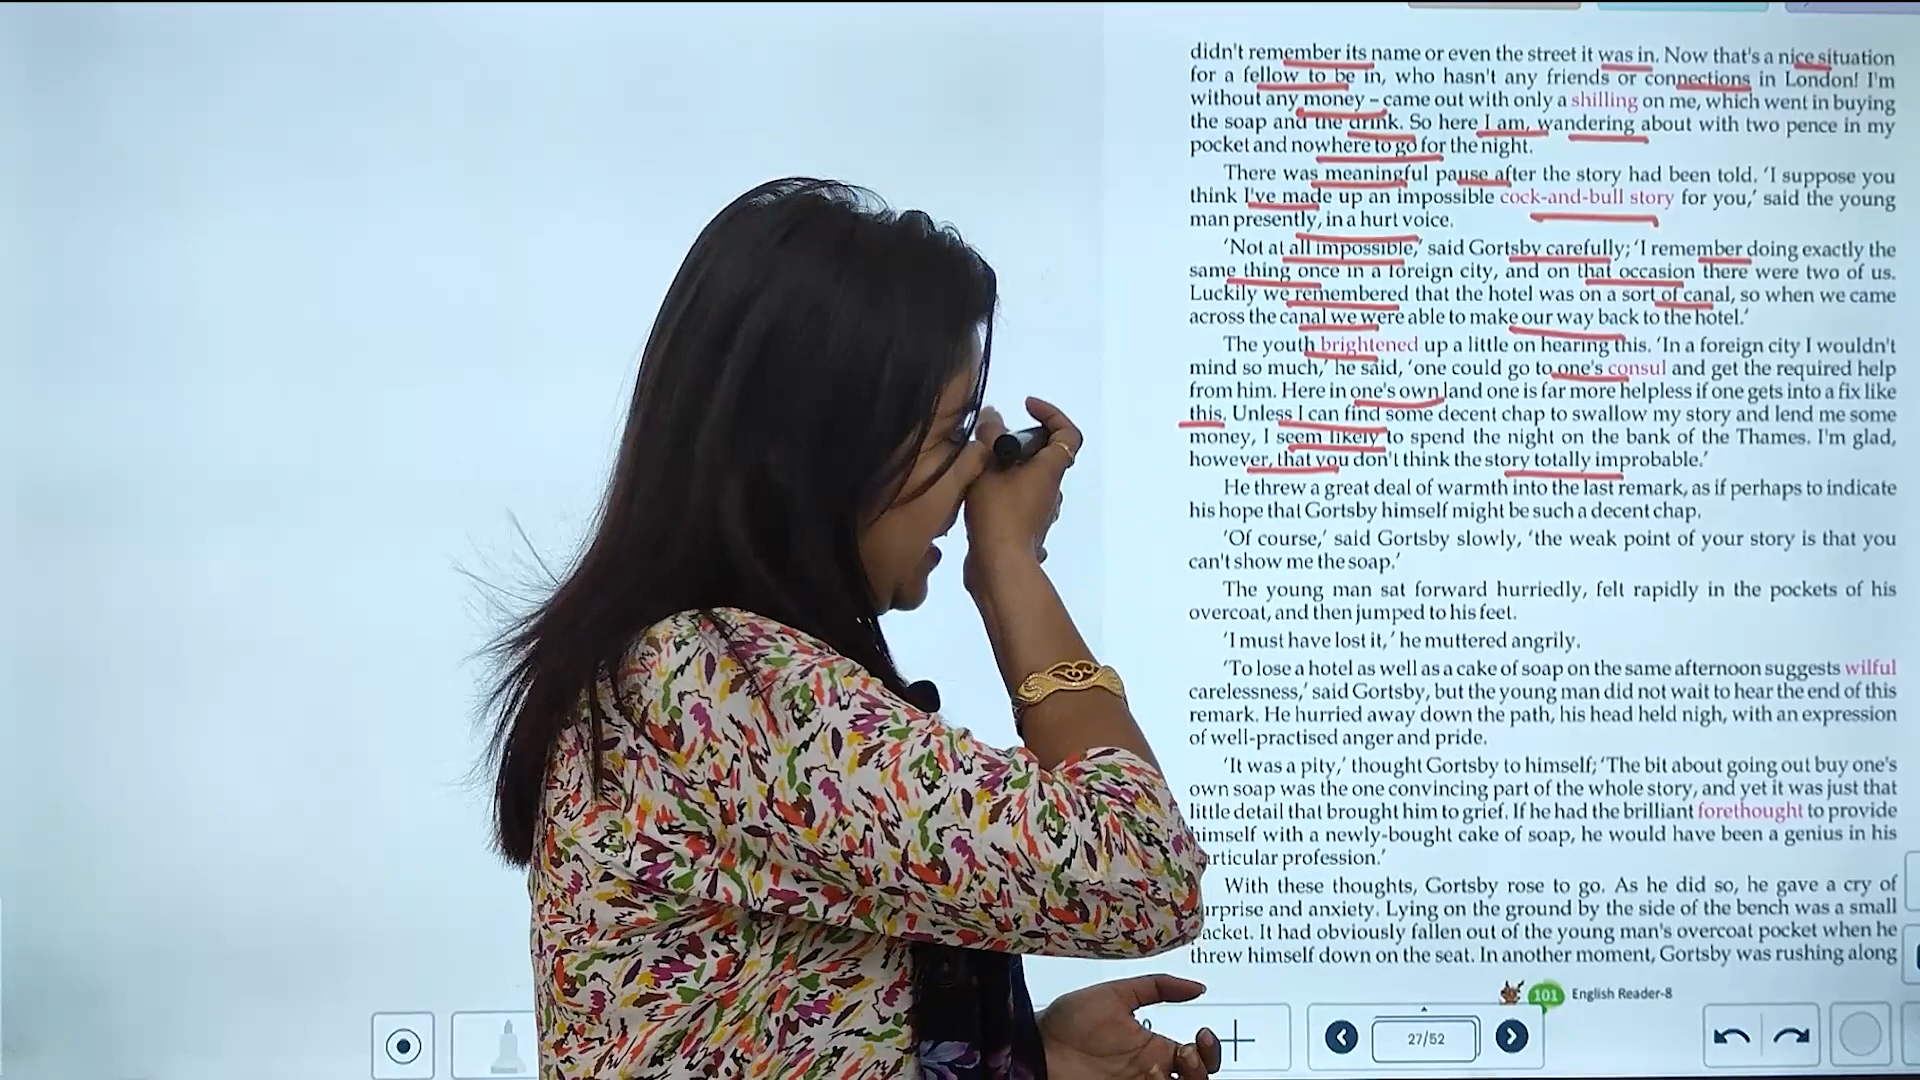 didn't remember its name or even the street it was in. Now that's a nice situation
for a fellow to be in, who hasn't any friends or connections in London! I'm
without any money – came out with only a shilling on me, which went in buying
the soap and the drink. So here I am, wandering about with two pence in my
pocket and nowhere to go for the night.
There was meaningful pause after the story had been told. ‘I suppose you
think I've made up an impossible cock-and-bull story for you,’ said the young
man presently, in a hurt voice.
‘Not at all impossible,’ said Gortsby carefully; ‘I remember doing exactly the
same thing once in a foreign city, and on that occasion there were two of us.
Luckily we remembered that the hotel was on a sort of canal, so when we came
across the canal we were able to make our way back to the hotel.’
The youth brightened up a little on hearing this. ‘In a foreign city I wouldn't
mind so much,’ he said, ‘one could go to one's consul and get the required help
from him. Here in one's own land one is far more helpless if one gets into a fix like
this. Unless I can find some decent chap to swallow my story and lend me some
money, I seem likely to spend the night on the bank of the Thames. I'm glad,
however, that you don't think the story totally improbable.’
He threw a great deal of warmth into the last remark, as if perhaps to indicate
his hope that Gortsby himself might be such a decent chap.
‘Of course,’ said Gortsby slowly, ‘the weak point of your story is that you
can't show me the soap.’
The young man sat forward hurriedly, felt rapidly in the pockets of his
overcoat, and then jumped to his feet.
‘I must have lost it,’ he muttered angrily.
‘To lose a hotel as well as a cake of soap on the same afternoon suggests wilful
carelessness,’ said Gortsby, but the young man did not wait to hear the end of this
remark. He hurried away down the path, his head held nigh, with an expression
of well-practised anger and pride.
‘It was a pity,’ thought Gortsby to himself; ‘The bit about going out buy one's
own soap was the one convincing part of the whole story, and yet it was just that
little detail that brought him to grief. If he had the brilliant forethought to provide
himself with a newly-bought cake of soap, he would have been a genius in his
articular profession.’
With these thoughts, Gortsby rose to go. As he did so, he gave a cry of
urprise and anxiety. Lying on the ground by the side of the bench was a small
acket. It had obviously fallen out of the young man's overcoat pocket when he
threw himself down on the seat. In another moment, Gortsby was rushing along
101 English Reader-8
27/52